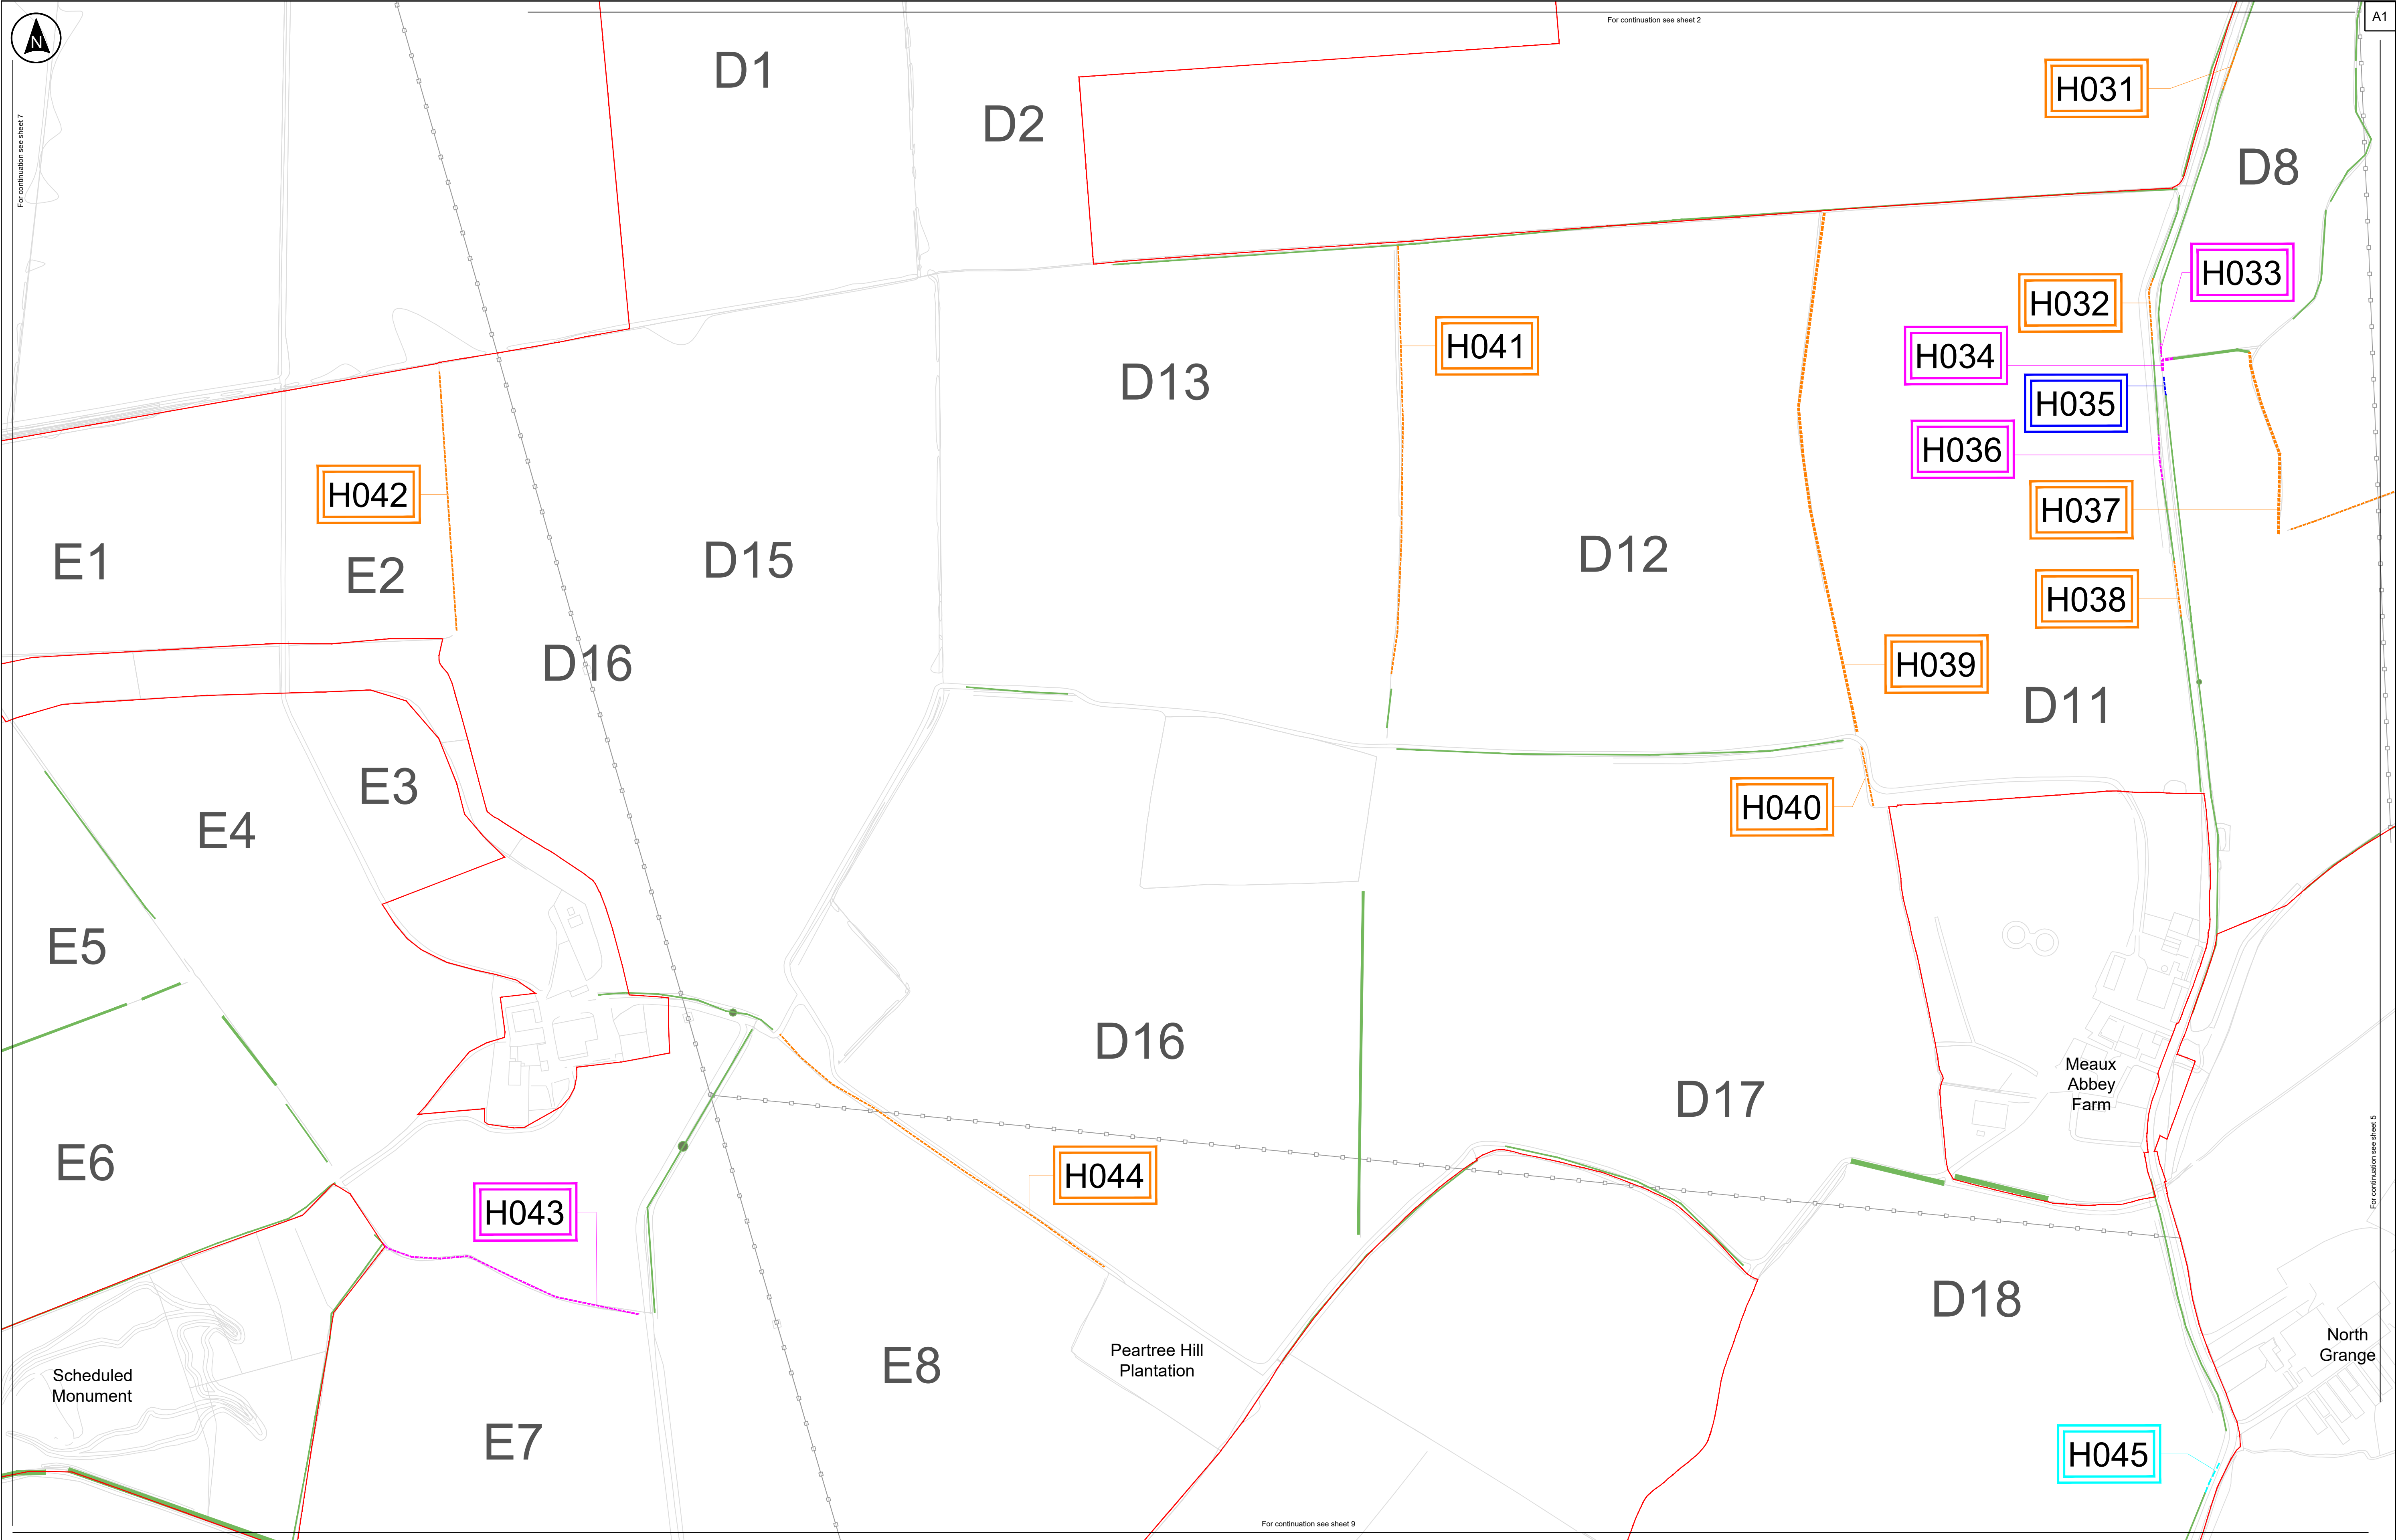 For continuation see sheet 2
A1
N
For continuation see sheet 7
D1
D2
H031
D8
H033
H032
H034
H035
H036
H041
D13
H042
H037
D12
D15
E1
E2
H038
D16
H039
D11
E3
H040
E4
E5
D16
Meaux
Abbey
Farm
D17
E6
H044
H043
For continuation see sheet 5
D18
North
Grange
Peartree Hill
Plantation
E8
Scheduled
Monument
E7
H045
For continuation see sheet 9